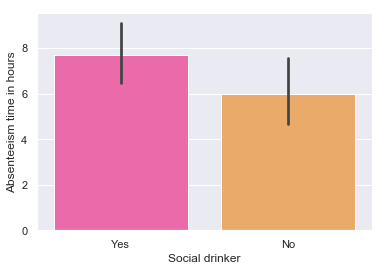 Absenteeism time in hours
8
6
4
2
0
Yes
No
Social drinker